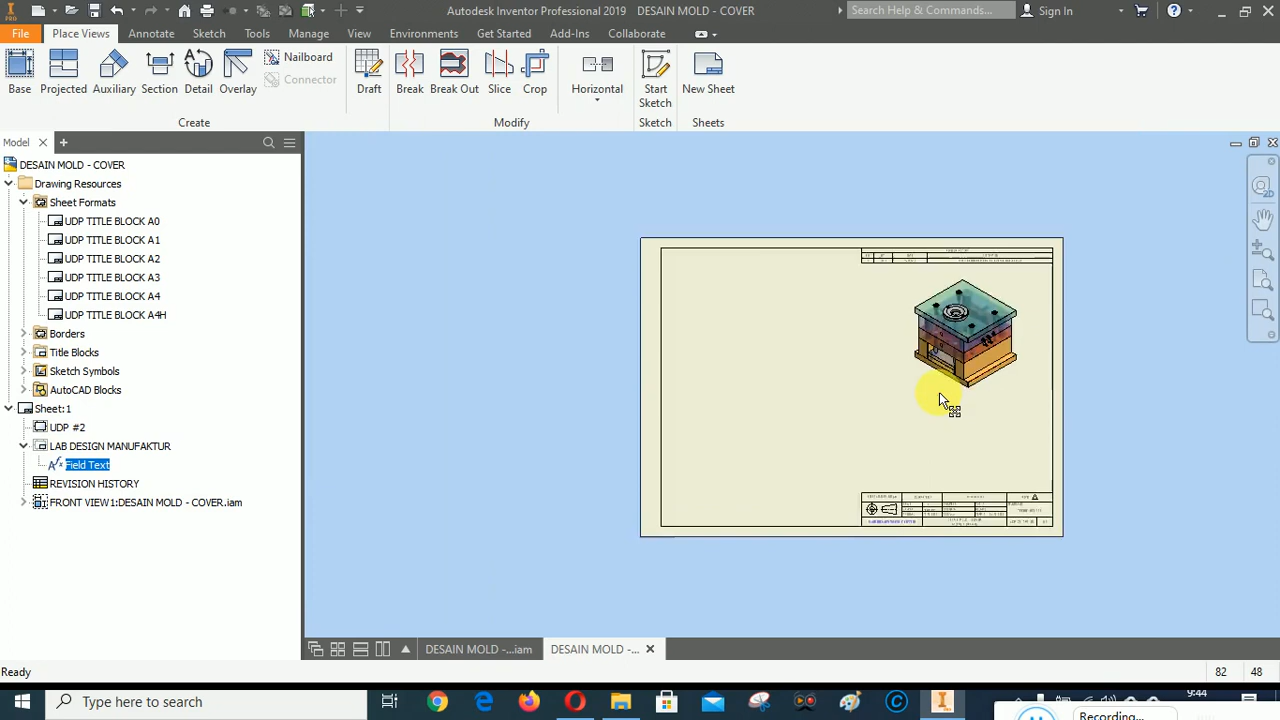 PRO
Autodesk Inventor Professional 2019   DESAIN MOLD - COVER
Search Help & Commands...
Sign In
File Place Views Annotate Sketch Tools Manage View Environments Get Started Add-Ins Collaborate
Base Projected Auxiliary Section Detail Overlay
Nailboard
Connector
Draft Break Break Out Slice Crop Horizontal Start Sketch New Sheet
Create Modify Sketch Sheets
Model
DESAIN MOLD - COVER
Drawing Resources
Sheet Formats
UDP TITLE BLOCK A0
UDP TITLE BLOCK A1
UDP TITLE BLOCK A2
UDP TITLE BLOCK A3
UDP TITLE BLOCK A4
UDP TITLE BLOCK A4H
Borders
Title Blocks
Sketch Symbols
AutoCAD Blocks
Sheet:1
UDP #2
LAB DESIGN MANUFAKTUR
Field Text
REVISION HISTORY
FRONT VIEW1:DESAIN MOLD - COVER.iam
2D
DESAIN MOLD -...iam DESAIN MOLD -...
Ready 82 48
Type here to search
9:44
Recording...